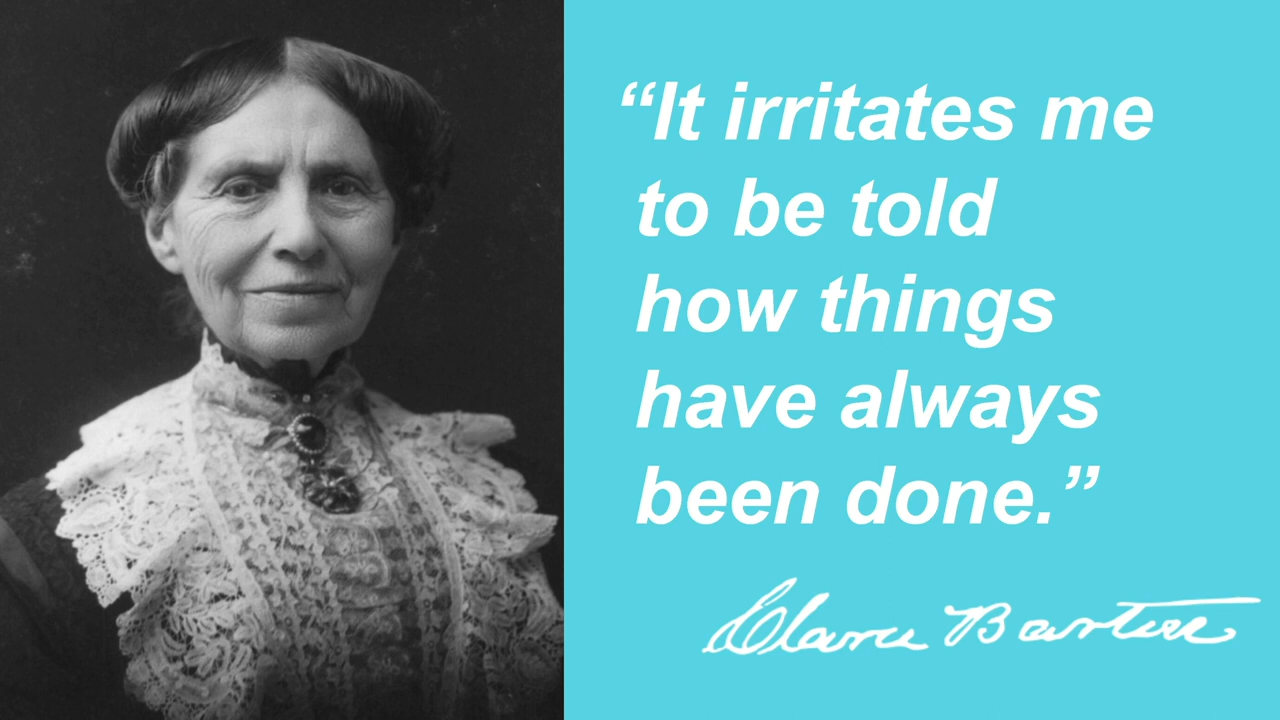 “It irritates me
to be told
how things
have always
been done.”
Clara Barton